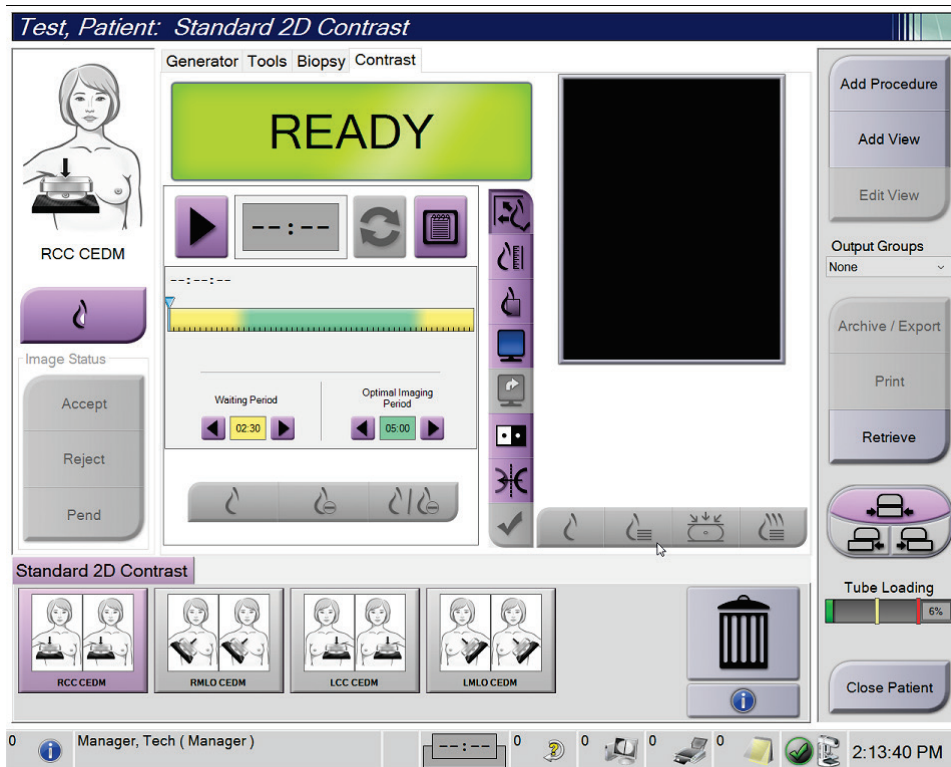 Test, Patient: Standard 2D Contrast
Generator Tools Biopsy Contrast
READY
RCC CEDM
--:--
--:--:--
Waiting Period
02:30
Optimal Imaging
Period
05:00
Image Status
Accept
Reject
Pend
Add Procedure
Add View
Edit View
Output Groups
None
Archive / Export
Print
Retrieve
Tube Loading
6%
Close Patient
Standard 2D Contrast
RCC CEDM
RMLO CEDM
LCC CEDM
LMLO CEDM
0
Manager, Tech ( Manager )
--:--
0
0
0
0
2:13:40 PM